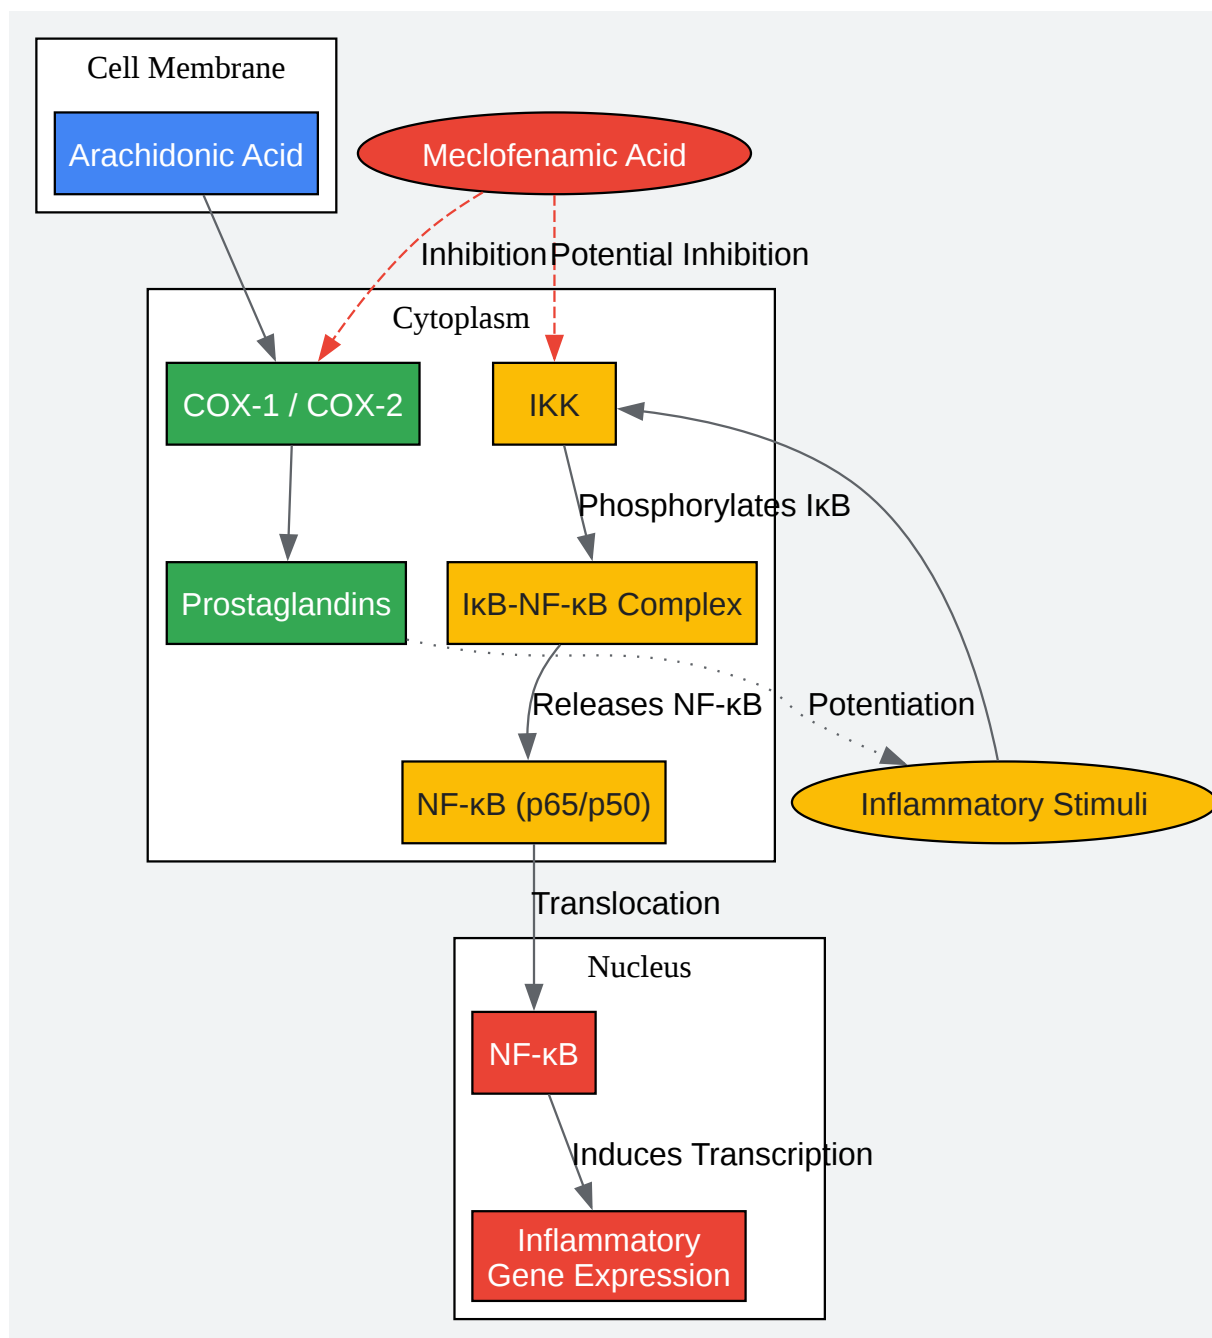 Cell Membrane
Arachidonic Acid
Meclofenamic Acid
Inhibition
Potential Inhibition
Cytoplasm
COX-1 / COX-2
IKK
Phosphorylates IκB
Prostaglandins
IκB-NF-κB Complex
Releases NF-κB
Potentiation
NF-κB (p65/p50)
Inflammatory Stimuli
Translocation
Nucleus
NF-κB
Induces Transcription
Inflammatory
Gene Expression